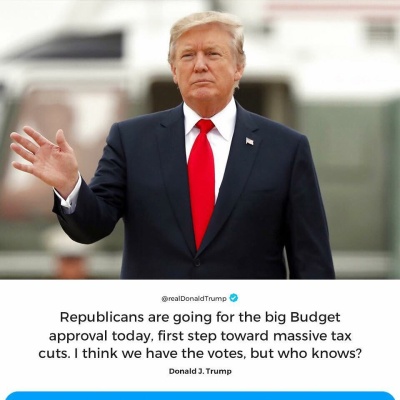 @realDonaldTrump
Republicans are going for the big Budget
approval today, first step toward massive tax
cuts. I think we have the votes, but who knows?
Donald J. Trump